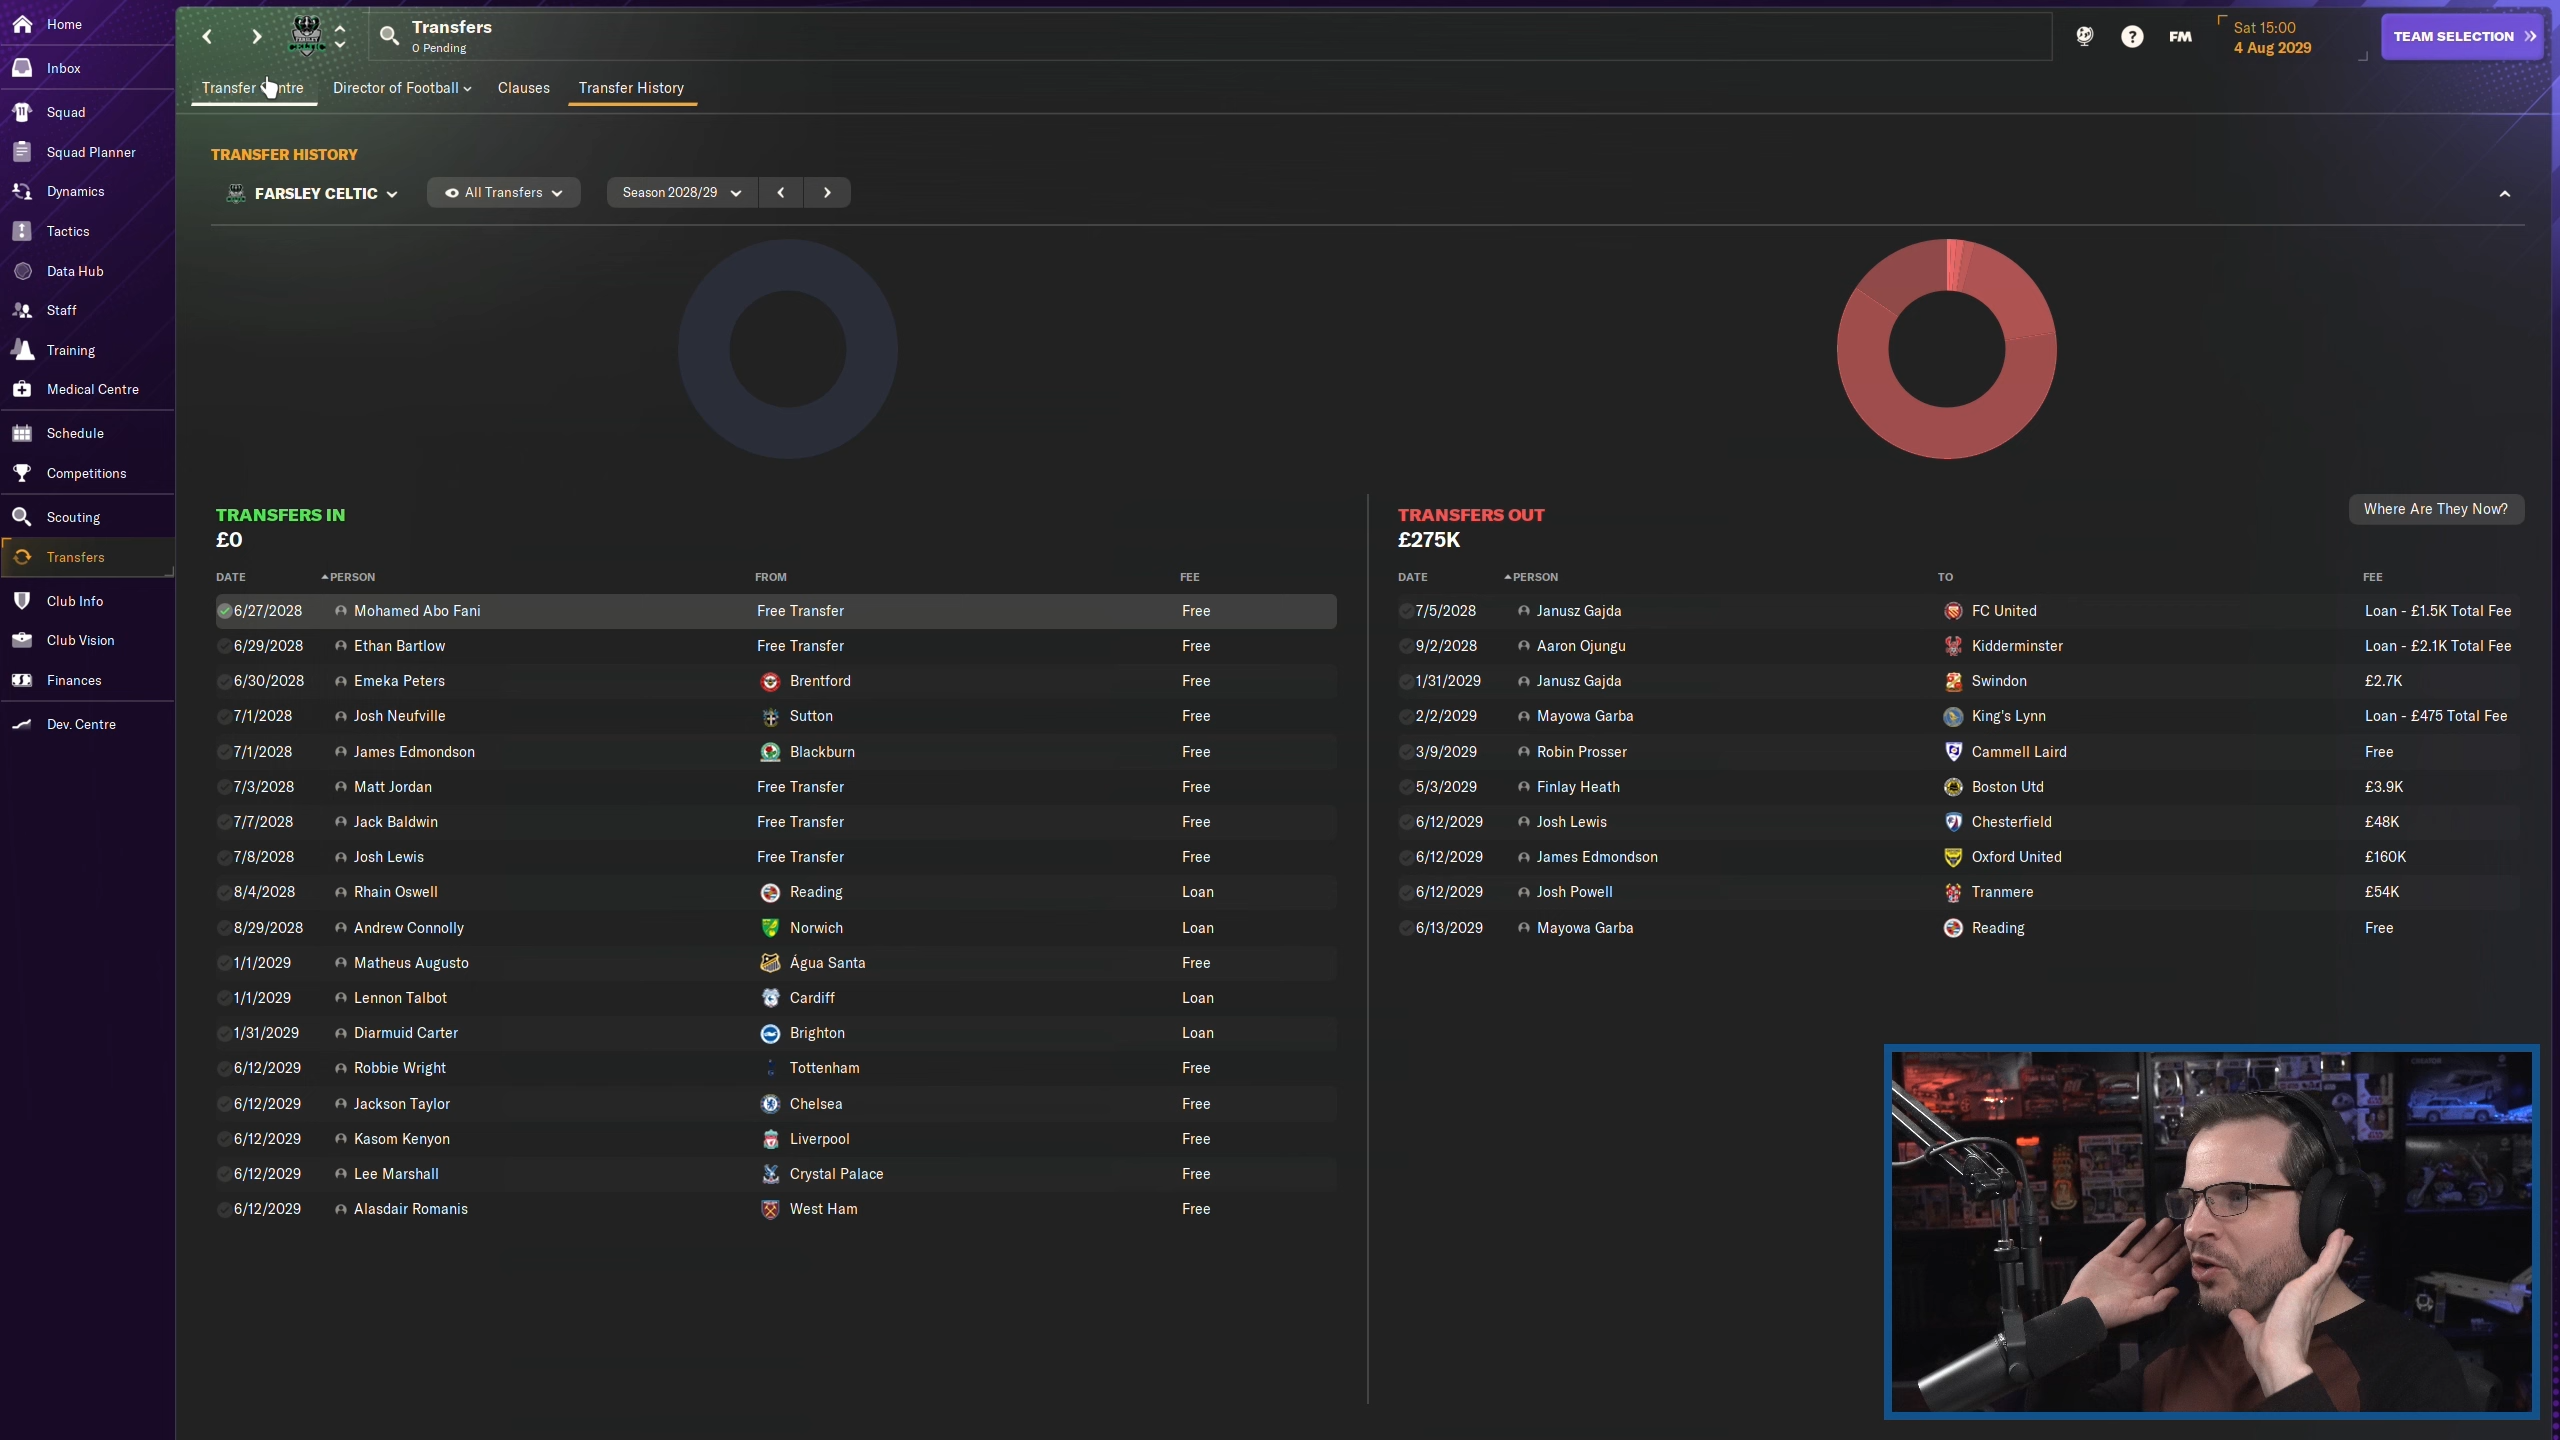 Home
Inbox
Squad
Squad Planner
Dynamics
Tactics
Data Hub
Staff
Training
Medical Centre
Schedule
Competitions
Scouting
Transfers
Club Info
Club Vision
Finances
Dev. Centre
Transfers
0 Pending
FM
Sat 15:00
4 Aug 2029
TEAM SELECTION
Transfer Centre
Director of Football
Clauses
Transfer History
TRANSFER HISTORY
FARSLEY CELTIC
All Transfers
Season 2028/29
TRANSFERS IN
£0
DATE PERSON FROM FEE
6/27/2028 Mohamed Abo Fani Free Transfer Free
6/29/2028 Ethan Bartlow Free Transfer Free
6/30/2028 Emeka Peters Brentford Free
7/1/2028 Josh Neufville Sutton Free
7/1/2028 James Edmondson Blackburn Free
7/3/2028 Matt Jordan Free Transfer Free
7/7/2028 Jack Baldwin Free Transfer Free
7/8/2028 Josh Lewis Free Transfer Free
8/4/2028 Rhain Oswell Reading Loan
8/29/2028 Andrew Connolly Norwich Loan
1/1/2029 Matheus Augusto Água Santa Free
1/1/2029 Lennon Talbot Cardiff Loan
1/31/2029 Diarmuid Carter Brighton Loan
6/12/2029 Robbie Wright Tottenham Free
6/12/2029 Jackson Taylor Chelsea Free
6/12/2029 Kasom Kenyon Liverpool Free
6/12/2029 Lee Marshall Crystal Palace Free
6/12/2029 Alasdair Romanis West Ham Free
TRANSFERS OUT
£275K
Where Are They Now?
DATE PERSON TO FEE
7/5/2028 Janusz Gajda FC United Loan - £1.5K Total Fee
9/2/2028 Aaron Ojungu Kidderminster Loan - £2.1K Total Fee
1/31/2029 Janusz Gajda Swindon £2.7K
2/2/2029 Mayowa Garba King's Lynn Loan - £475 Total Fee
3/9/2029 Robin Prosser Cammell Laird Free
5/3/2029 Finlay Heath Boston Utd £3.9K
6/12/2029 Josh Lewis Chesterfield £48K
6/12/2029 James Edmondson Oxford United £160K
6/12/2029 Josh Powell Tranmere £54K
6/13/2029 Mayowa Garba Reading Free